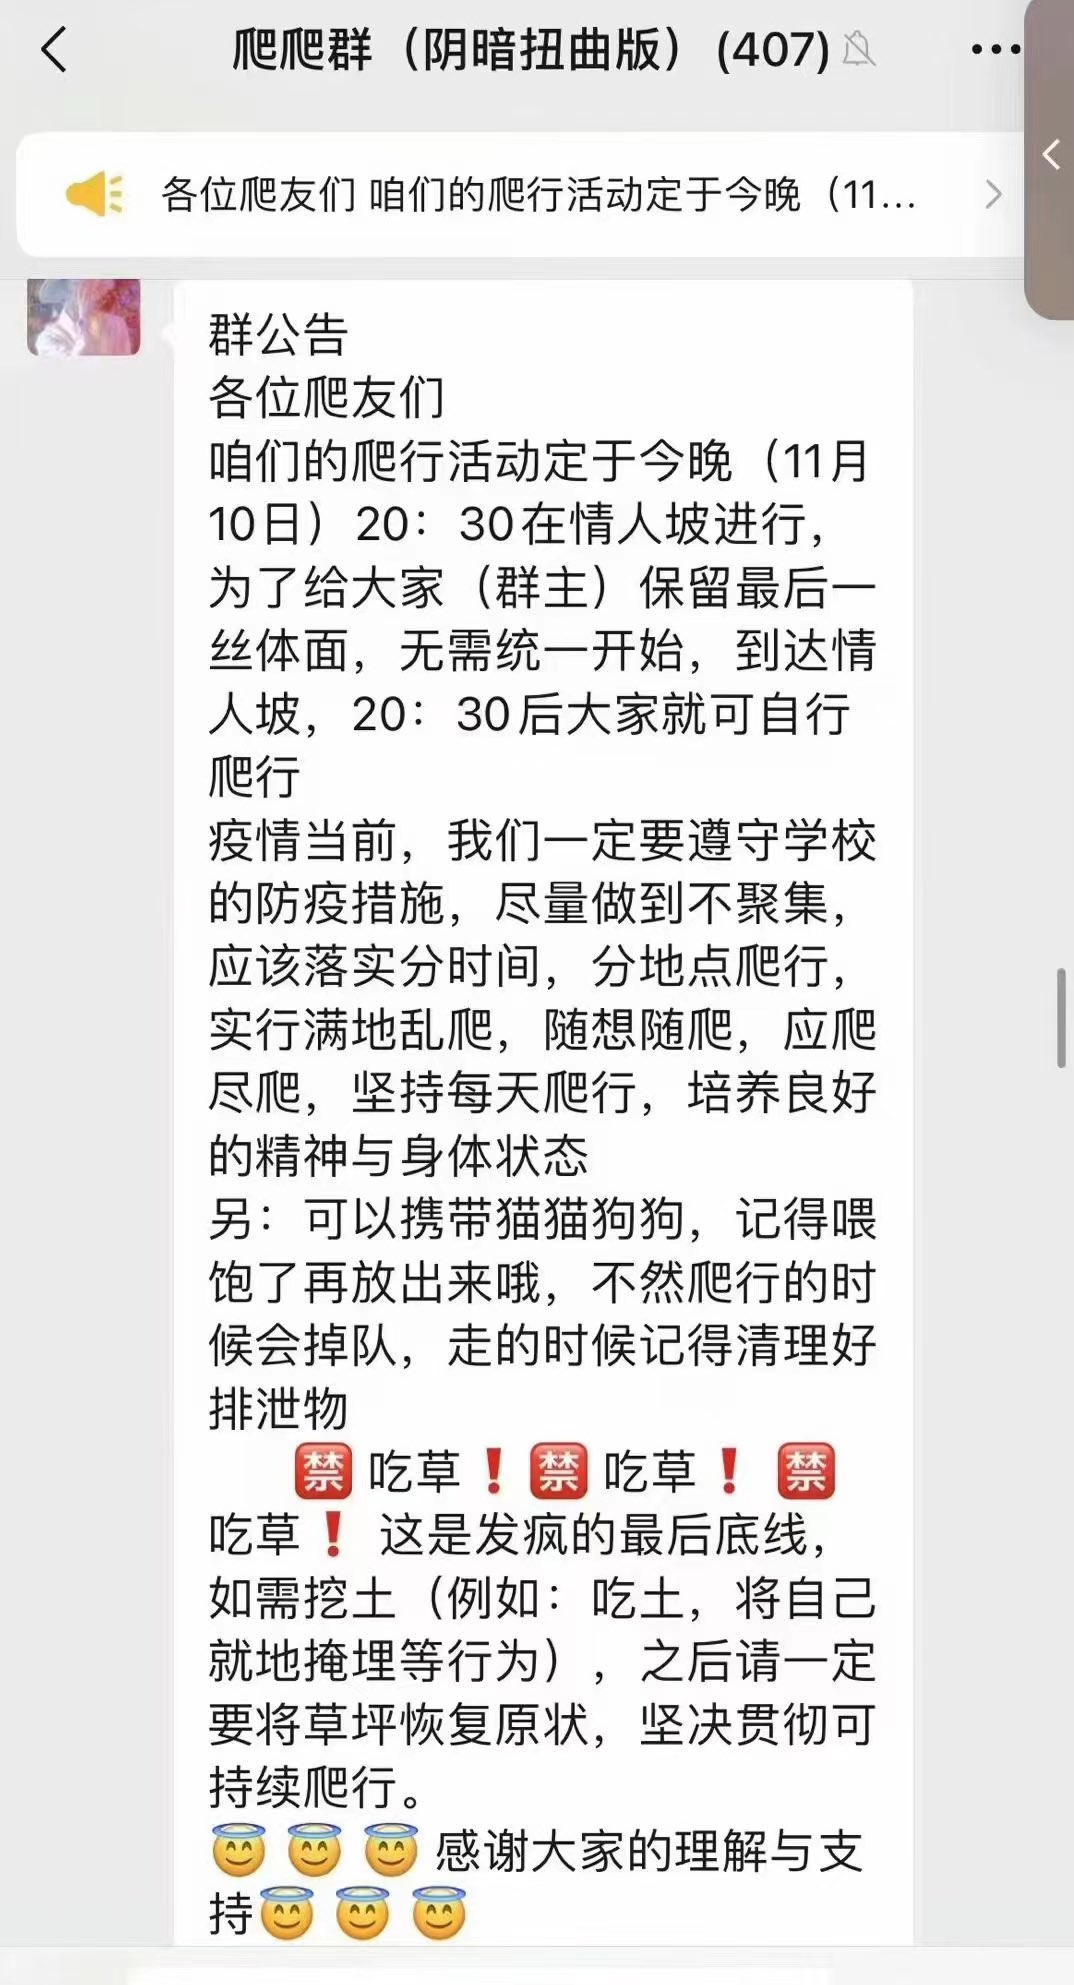 爬爬群（阴暗扭曲版）(407)
各位爬友们 咱们的爬行活动定于今晚（11...
群公告
各位爬友们
咱们的爬行活动定于今晚（11月
10日）20：30在情人坡进行，
为了给大家（群主）保留最后一
丝体面，无需统一开始，到达情
人坡，20：30后大家就可自行
爬行
疫情当前，我们一定要遵守学校
的防疫措施，尽量做到不聚集，
应该落实分时间，分地点爬行，
实行满地乱爬，随想随爬，应爬
尽爬，坚持每天爬行，培养良好
的精神与身体状态
另：可以携带猫猫狗狗，记得喂
饱了再放出来哦，不然爬行的时
候会掉队，走的时候记得清理好
排泄物
🈲吃草❗🈲吃草❗🈲
吃草❗这是发疯的最后底线，
如需挖土（例如：吃土，将自己
就地掩埋等行为），之后请一定
要将草坪恢复原状，坚决贯彻可
持续爬行。
😇😇😇感谢大家的理解与支
持😇😇😇